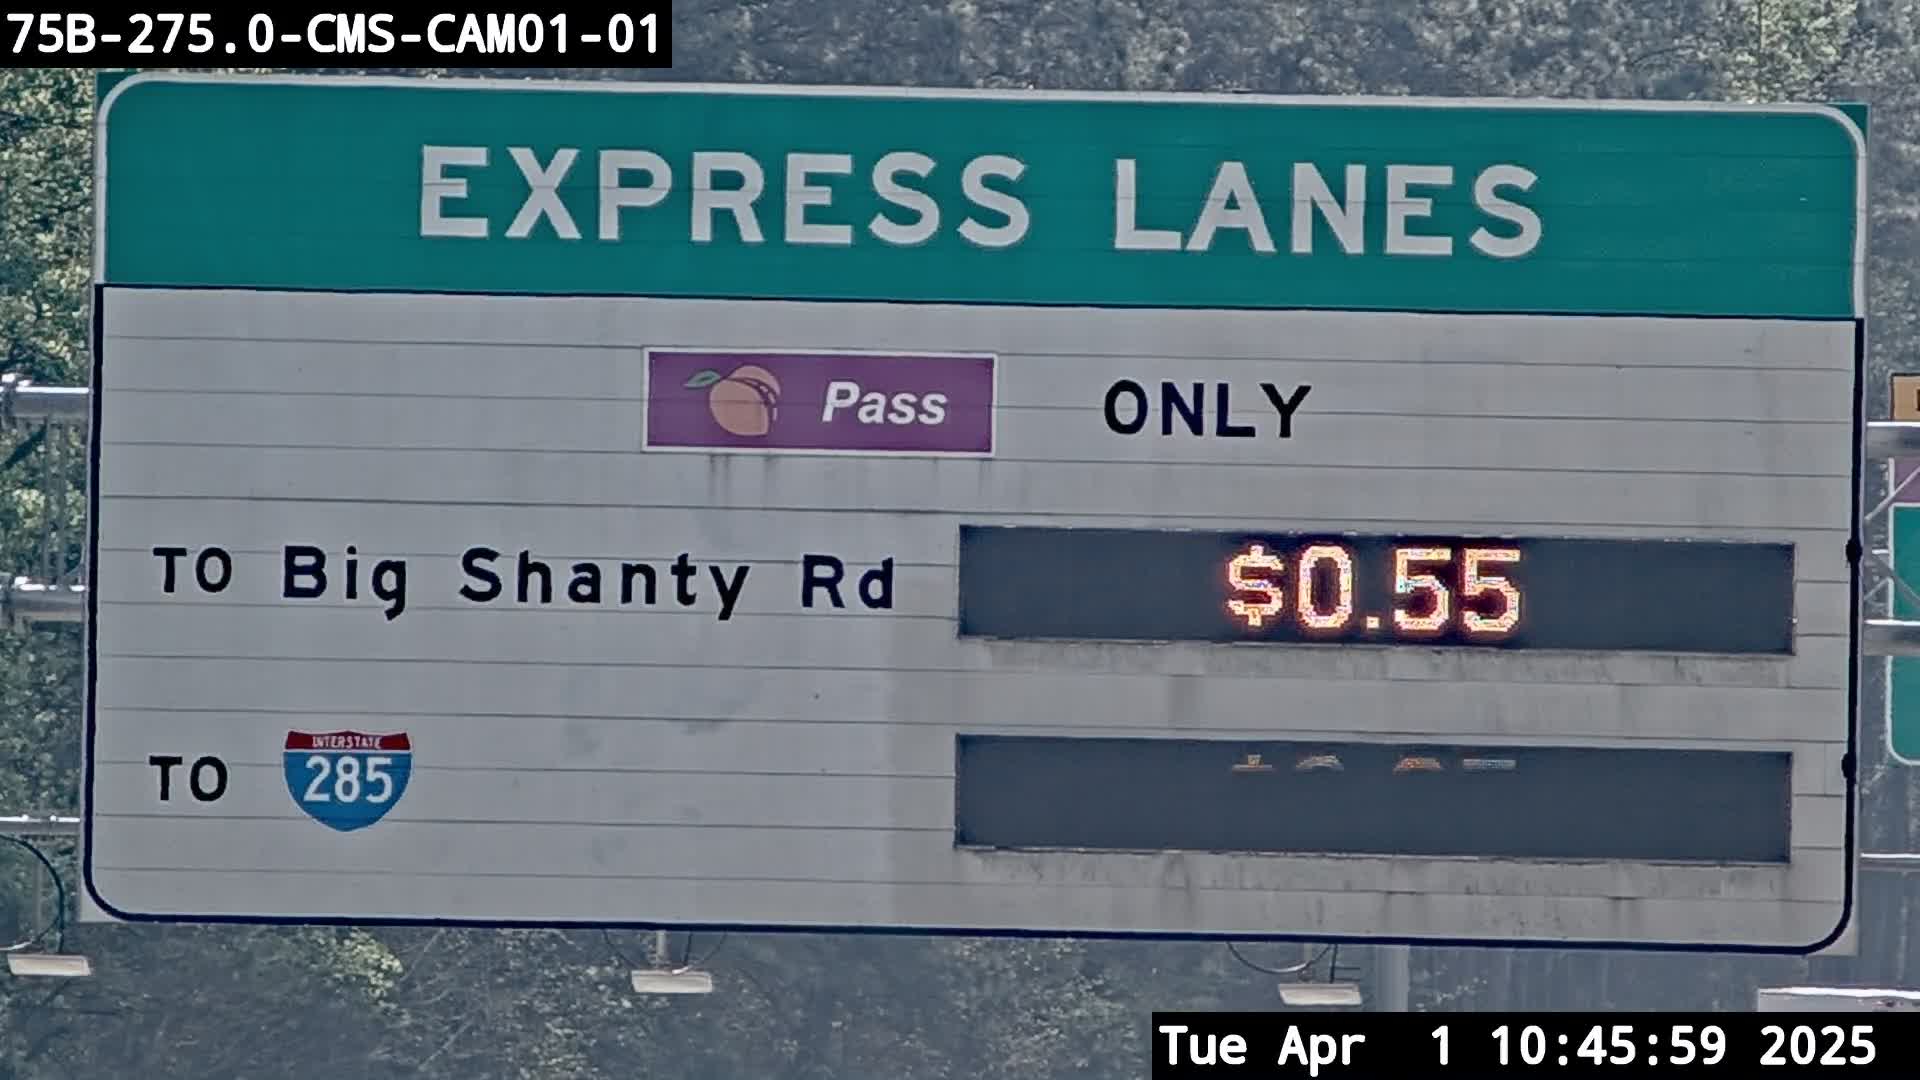 75B-275.0-CMS-CAM01-01
EXPRESS LANES
Pass ONLY
TO Big Shanty Rd $0.55
TO INTERSTATE 285
Tue Apr 1 10:45:59 2025